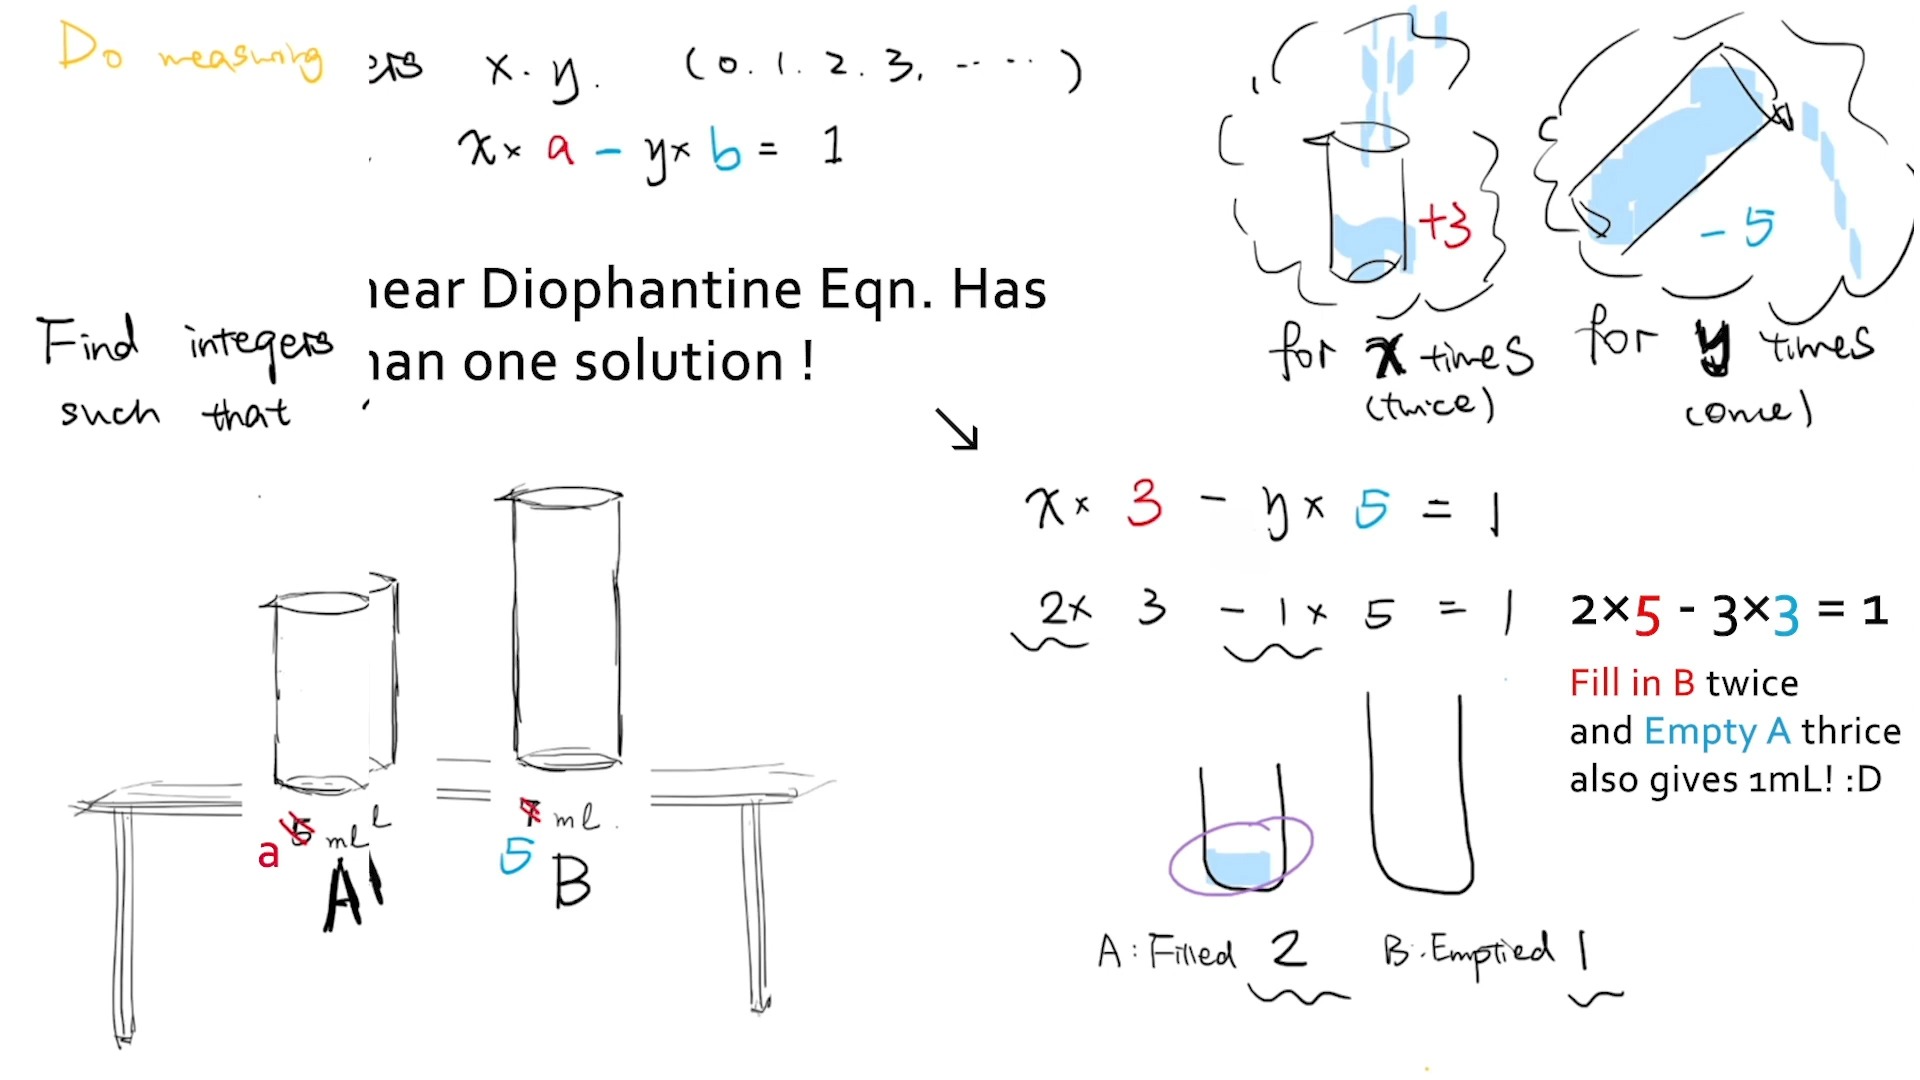 Do measuring
x. y. (0. 1. 2. 3, ....)
x× a - y× b = 1
near Diophantine Eqn. Has
han one solution !
Find integers
such that
+3
- 5
for x times
(twice)
for y times
(once)
x× 3 - y× 5 = 1
2× 3 - 1× 5 = 1
2×5 - 3×3 = 1
Fill in B twice
and Empty A thrice
also gives 1mL! :D
a ml
A
ml.
5
B
A: Filled 2
B: Emptied 1